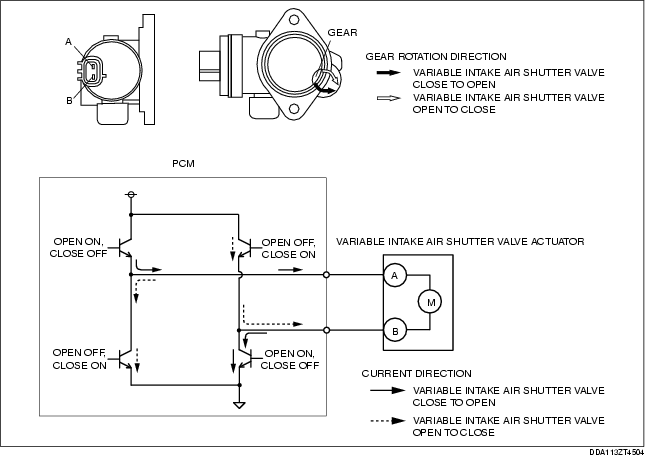 GEAR
A
B
GEAR ROTATION DIRECTION
VARIABLE INTAKE AIR SHUTTER VALVE
CLOSE TO OPEN
VARIABLE INTAKE AIR SHUTTER VALVE
OPEN TO CLOSE
PCM
OPEN ON,
CLOSE OFF
OPEN OFF,
CLOSE ON
VARIABLE INTAKE AIR SHUTTER VALVE ACTUATOR
A
M
B
OPEN OFF,
CLOSE ON
OPEN ON,
CLOSE OFF
CURRENT DIRECTION
VARIABLE INTAKE AIR SHUTTER VALVE
CLOSE TO OPEN
VARIABLE INTAKE AIR SHUTTER VALVE
OPEN TO CLOSE
DDA113ZT4504